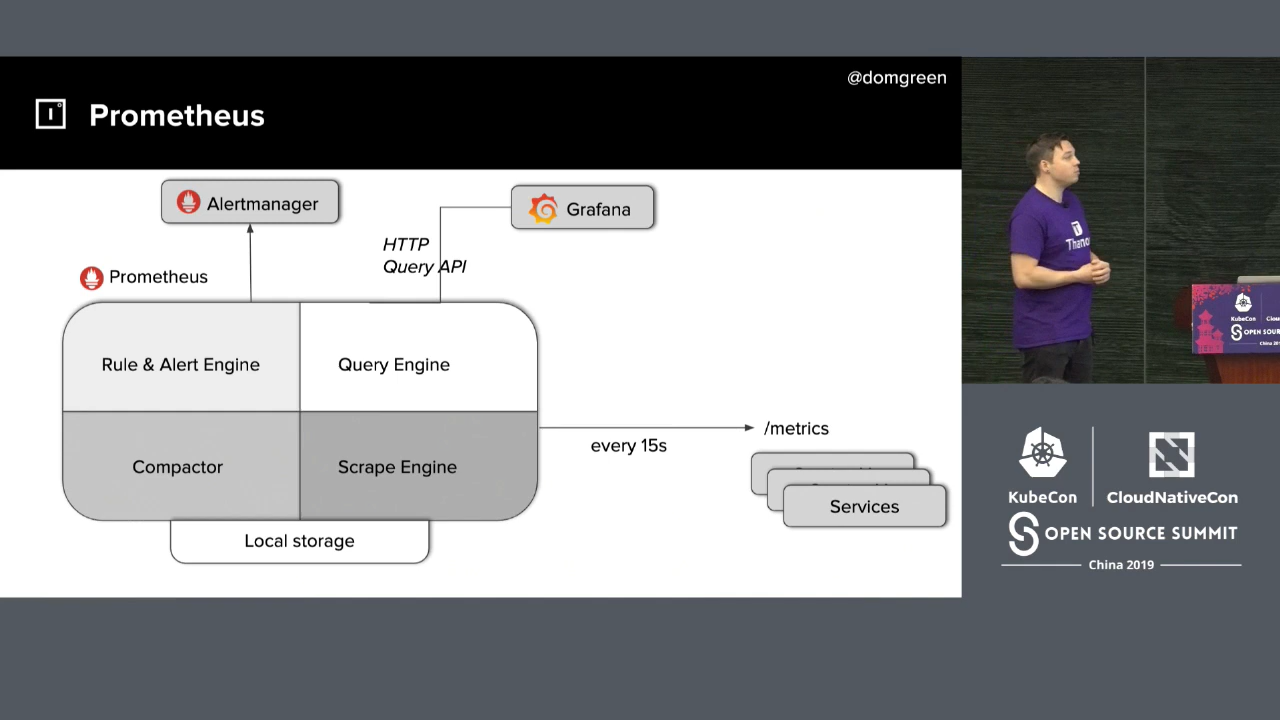 @domgreen
Prometheus
Alertmanager
Grafana
HTTP
Query API
Prometheus
Rule & Alert Engine
Query Engine
Compactor
Scrape Engine
every 15s
/metrics
Services
Local storage
KubeCon
CloudNativeCon
OPEN SOURCE SUMMIT
China 2019
KubeCon